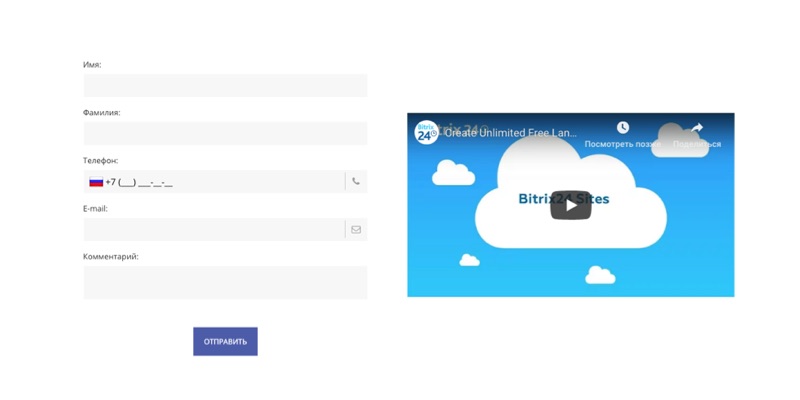 Имя:
Фамилия:
Телефон:
+7 (___) ___-__-__
E-mail:
Комментарий:
ОТПРАВИТЬ
Bitrix 24
Create Unlimited Free Lan...
Посмотреть позже
Поделиться
Bitrix24 Sites